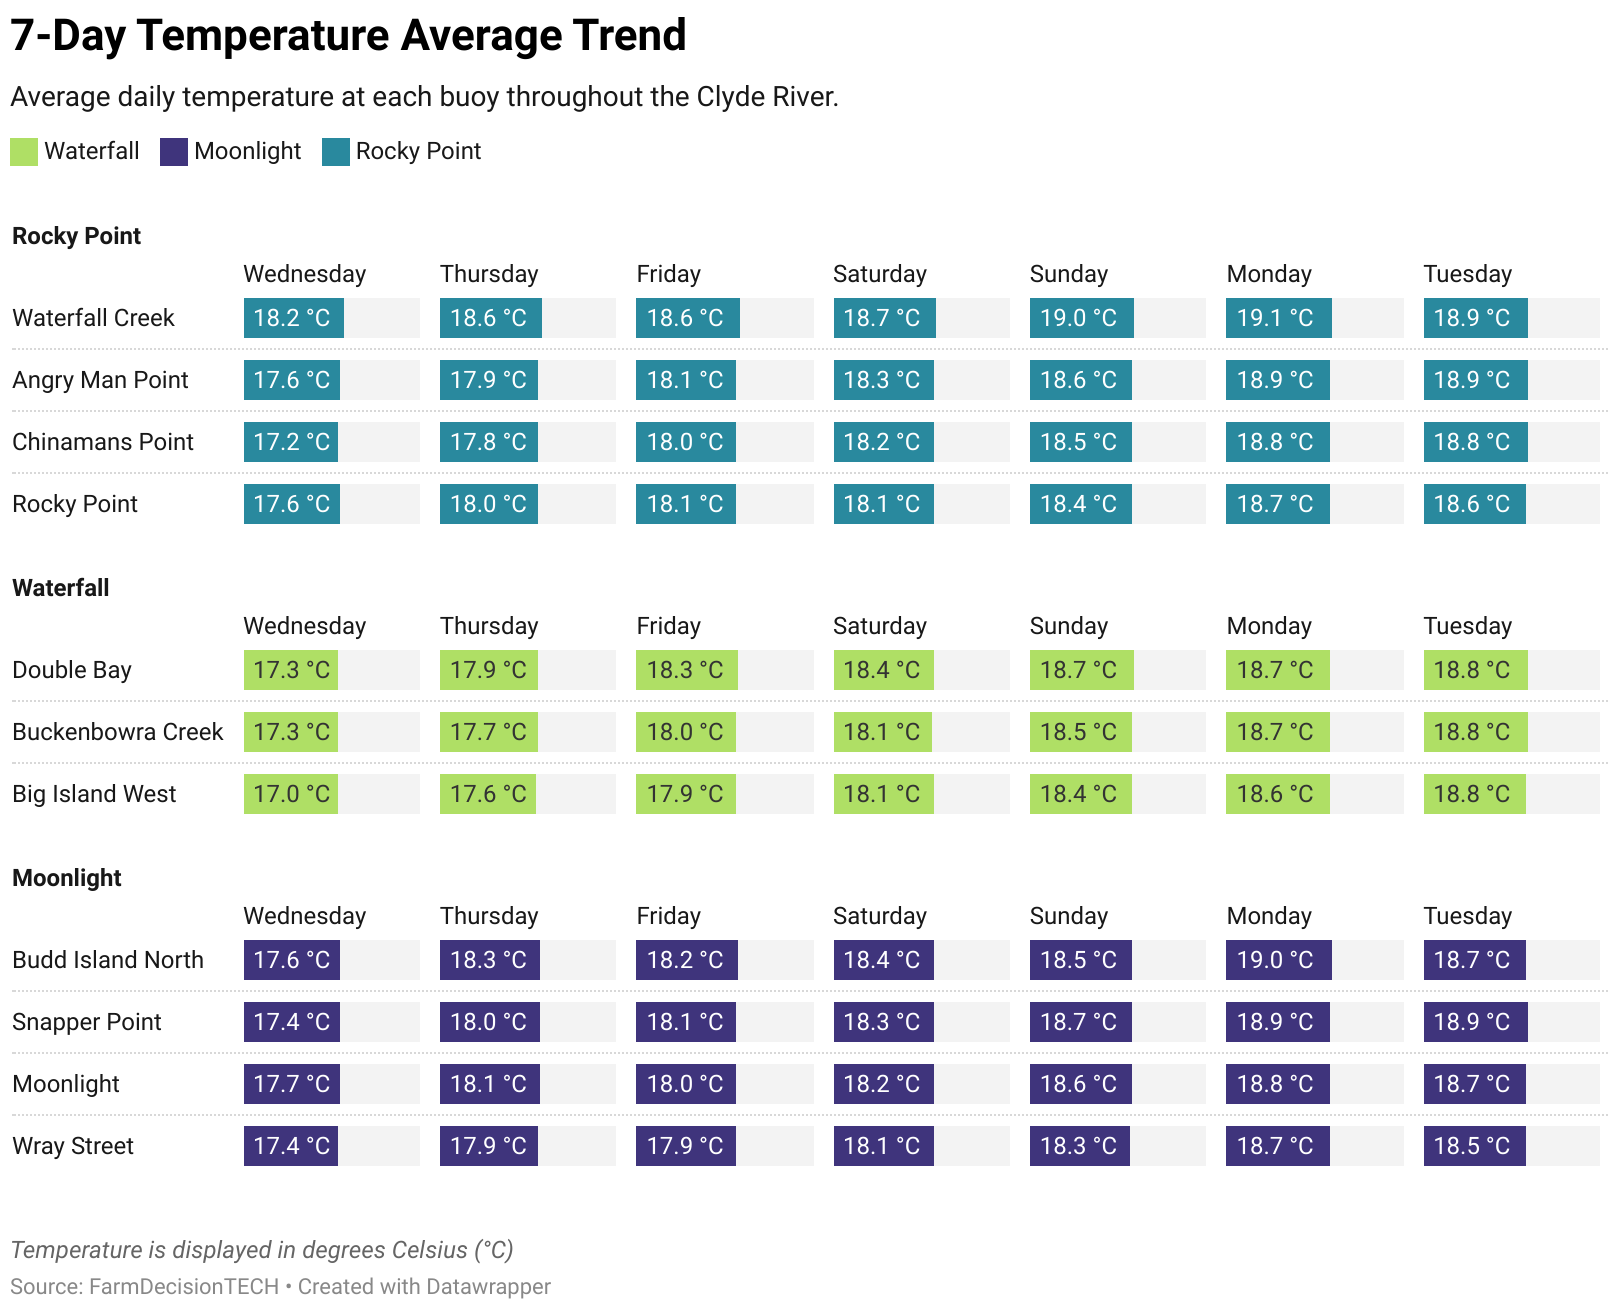 7-Day Temperature Average Trend
Average daily temperature at each buoy throughout the Clyde River.
Waterfall Moonlight Rocky Point
Rocky Point
Wednesday Thursday Friday Saturday Sunday Monday Tuesday
Waterfall Creek 18.2 °C 18.6 °C 18.6 °C 18.7 °C 19.0 °C 19.1 °C 18.9 °C
Angry Man Point 17.6 °C 17.9 °C 18.1 °C 18.3 °C 18.6 °C 18.9 °C 18.9 °C
Chinamans Point 17.2 °C 17.8 °C 18.0 °C 18.2 °C 18.5 °C 18.8 °C 18.8 °C
Rocky Point 17.6 °C 18.0 °C 18.1 °C 18.1 °C 18.4 °C 18.7 °C 18.6 °C
Waterfall
Wednesday Thursday Friday Saturday Sunday Monday Tuesday
Double Bay 17.3 °C 17.9 °C 18.3 °C 18.4 °C 18.7 °C 18.7 °C 18.8 °C
Buckenbowra Creek 17.3 °C 17.7 °C 18.0 °C 18.1 °C 18.5 °C 18.7 °C 18.8 °C
Big Island West 17.0 °C 17.6 °C 17.9 °C 18.1 °C 18.4 °C 18.6 °C 18.8 °C
Moonlight
Wednesday Thursday Friday Saturday Sunday Monday Tuesday
Budd Island North 17.6 °C 18.3 °C 18.2 °C 18.4 °C 18.5 °C 19.0 °C 18.7 °C
Snapper Point 17.4 °C 18.0 °C 18.1 °C 18.3 °C 18.7 °C 18.9 °C 18.9 °C
Moonlight 17.7 °C 18.1 °C 18.0 °C 18.2 °C 18.6 °C 18.8 °C 18.7 °C
Wray Street 17.4 °C 17.9 °C 17.9 °C 18.1 °C 18.3 °C 18.7 °C 18.5 °C
Temperature is displayed in degrees Celsius (°C)
Source: FarmDecisionTECH • Created with Datawrapper